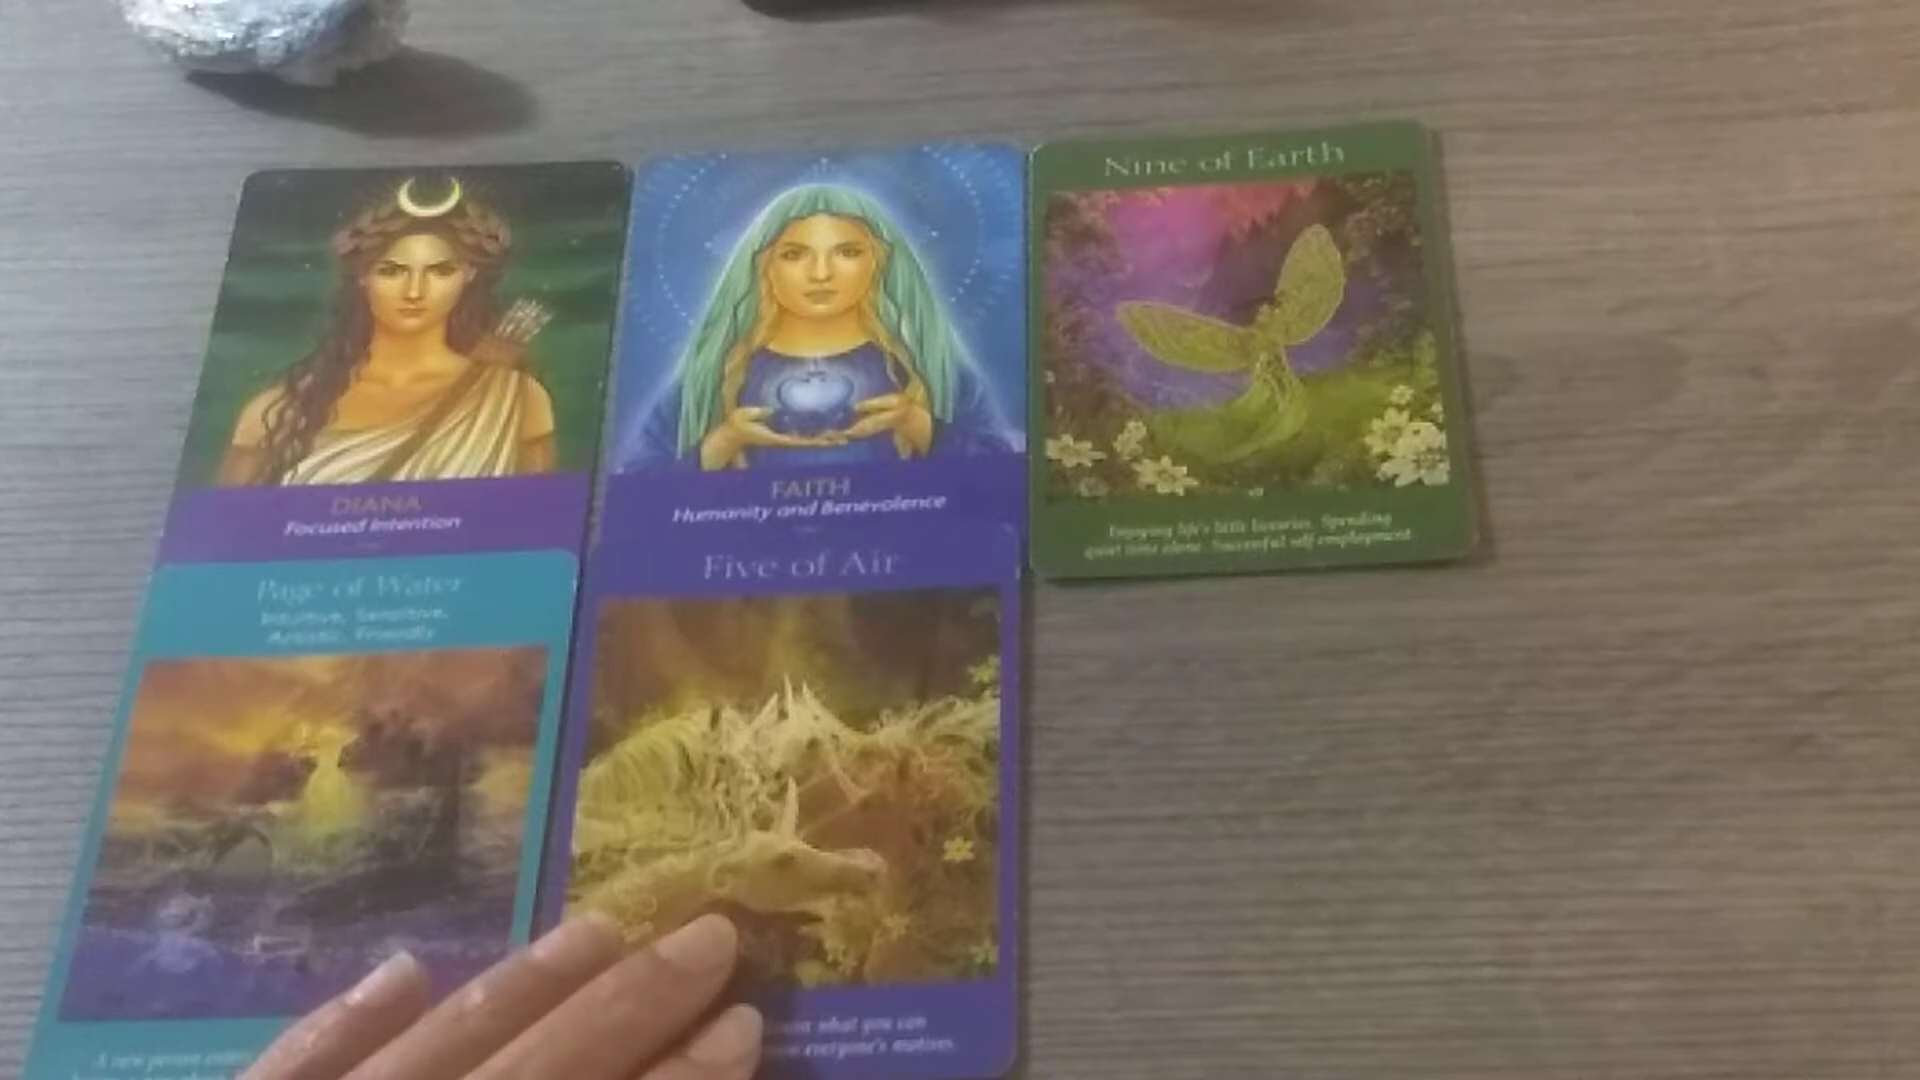 DIANA
Focused Intention
FAITH
Humanity and Benevolence
Nine of Earth
Enjoying life's little luxuries. Spending
quiet time alone. Successful self-employment.
Page of Water
Intuitive, Sensitive,
Artistic, Friendly
A new person enters
Five of Air
what you can
everyone's motives.